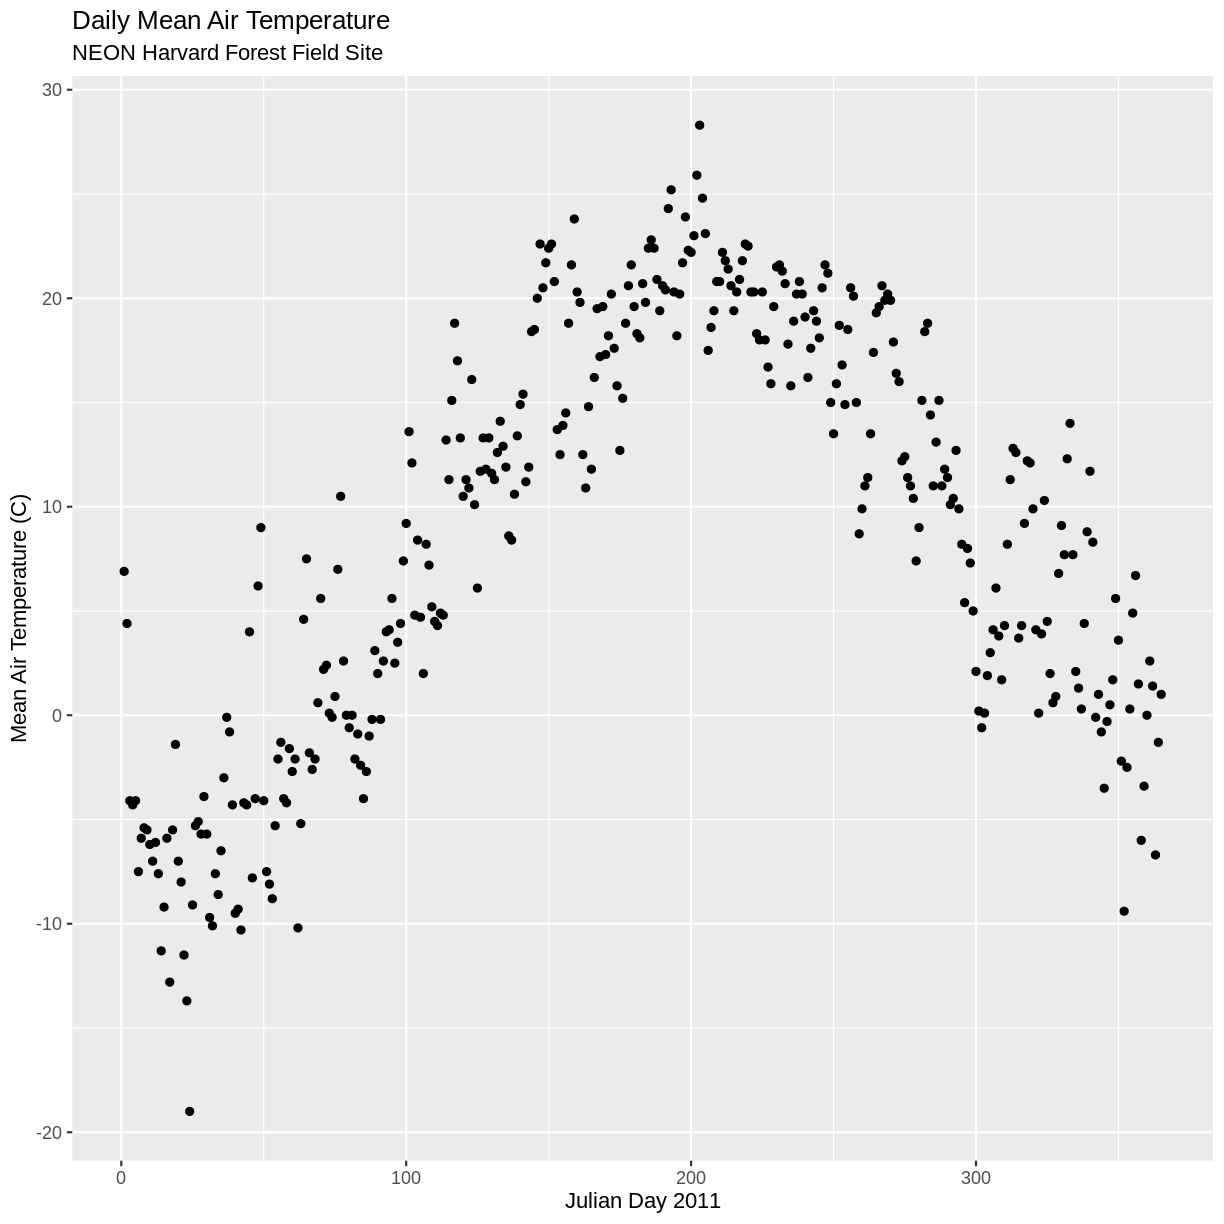 Daily Mean Air Temperature
NEON Harvard Forest Field Site
Mean Air Temperature (C)
30
20
10
0
-10
-20
0 100 200 300
Julian Day 2011